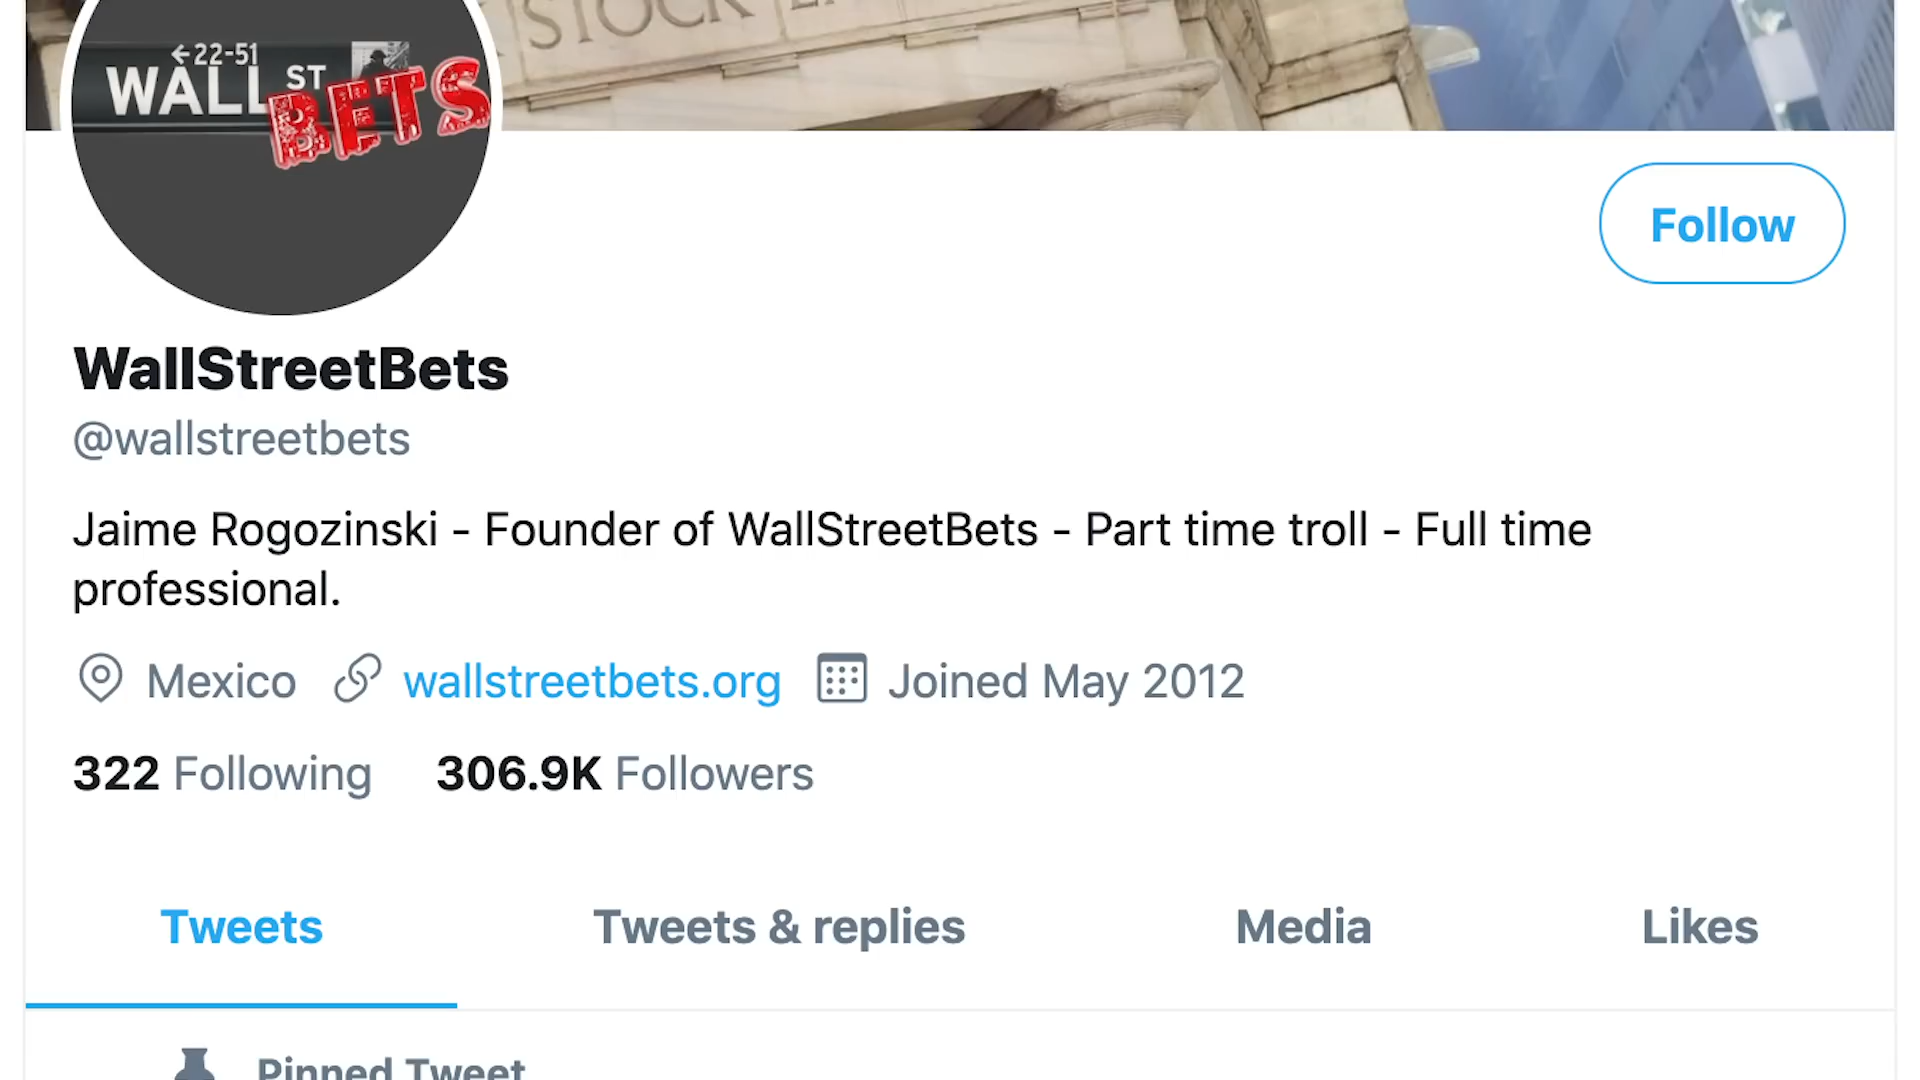 STOCK
←22-51
WALL ST
BETS
Follow
WallStreetBets
@wallstreetbets
Jaime Rogozinski - Founder of WallStreetBets - Part time troll - Full time
professional.
Mexico wallstreetbets.org Joined May 2012
322 Following 306.9K Followers
Tweets Tweets & replies Media Likes
Pinned Tweet